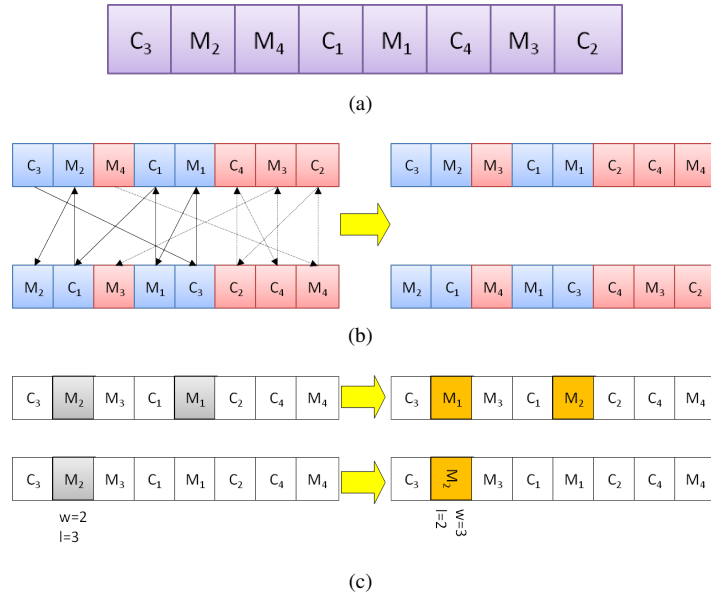 C₃ M₂ M₄ C₁ M₁ C₄ M₃ C₂
(a)
C₃ M₂ M₄ C₁ M₁ C₄ M₃ C₂
C₃ M₂ M₃ C₁ M₁ C₂ C₄ M₄
M₂ C₁ M₃ M₁ C₃ C₂ C₄ M₄
M₂ C₁ M₄ M₁ C₃ C₄ M₃ C₂
(b)
C₃ M₂ M₃ C₁ M₁ C₂ C₄ M₄
C₃ M₁ M₃ C₁ M₂ C₂ C₄ M₄
C₃ M₂ M₃ C₁ M₁ C₂ C₄ M₄
C₃ M₂ M₃ C₁ M₁ C₂ C₄ M₄
w=2
l=3
w=3
l=2
(c)